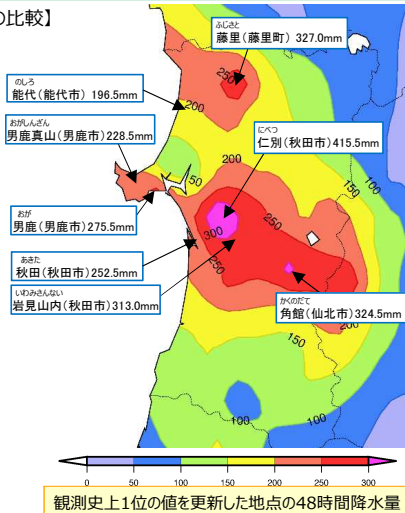 の比較】
ふじさと
藤里(藤里町) 327.0mm
のしろ
能代(能代市) 196.5mm
おがしんざん
男鹿真山(男鹿市)228.5mm
にべつ
仁別(秋田市)415.5mm
おが
男鹿(男鹿市)275.5mm
あきた
秋田(秋田市)252.5mm
いわみさんない
岩見山内(秋田市)313.0mm
かくのだて
角館(仙北市)324.5mm
250
200
50
200
150
100
250
300
250
200
150
100
100
0 50 100 150 200 250 300
観測史上1位の値を更新した地点の48時間降水量